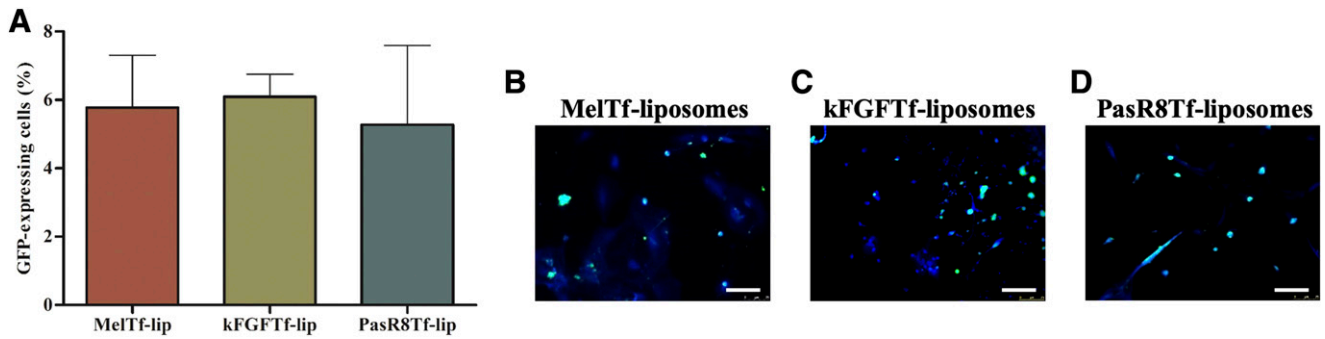 A
GFP-expressing cells (%)
8
6
4
2
0
MelTf-lip
kFGFTf-lip
PasR8Tf-lip
B
MelTf-liposomes
C
kFGFTf-liposomes
D
PasR8Tf-liposomes